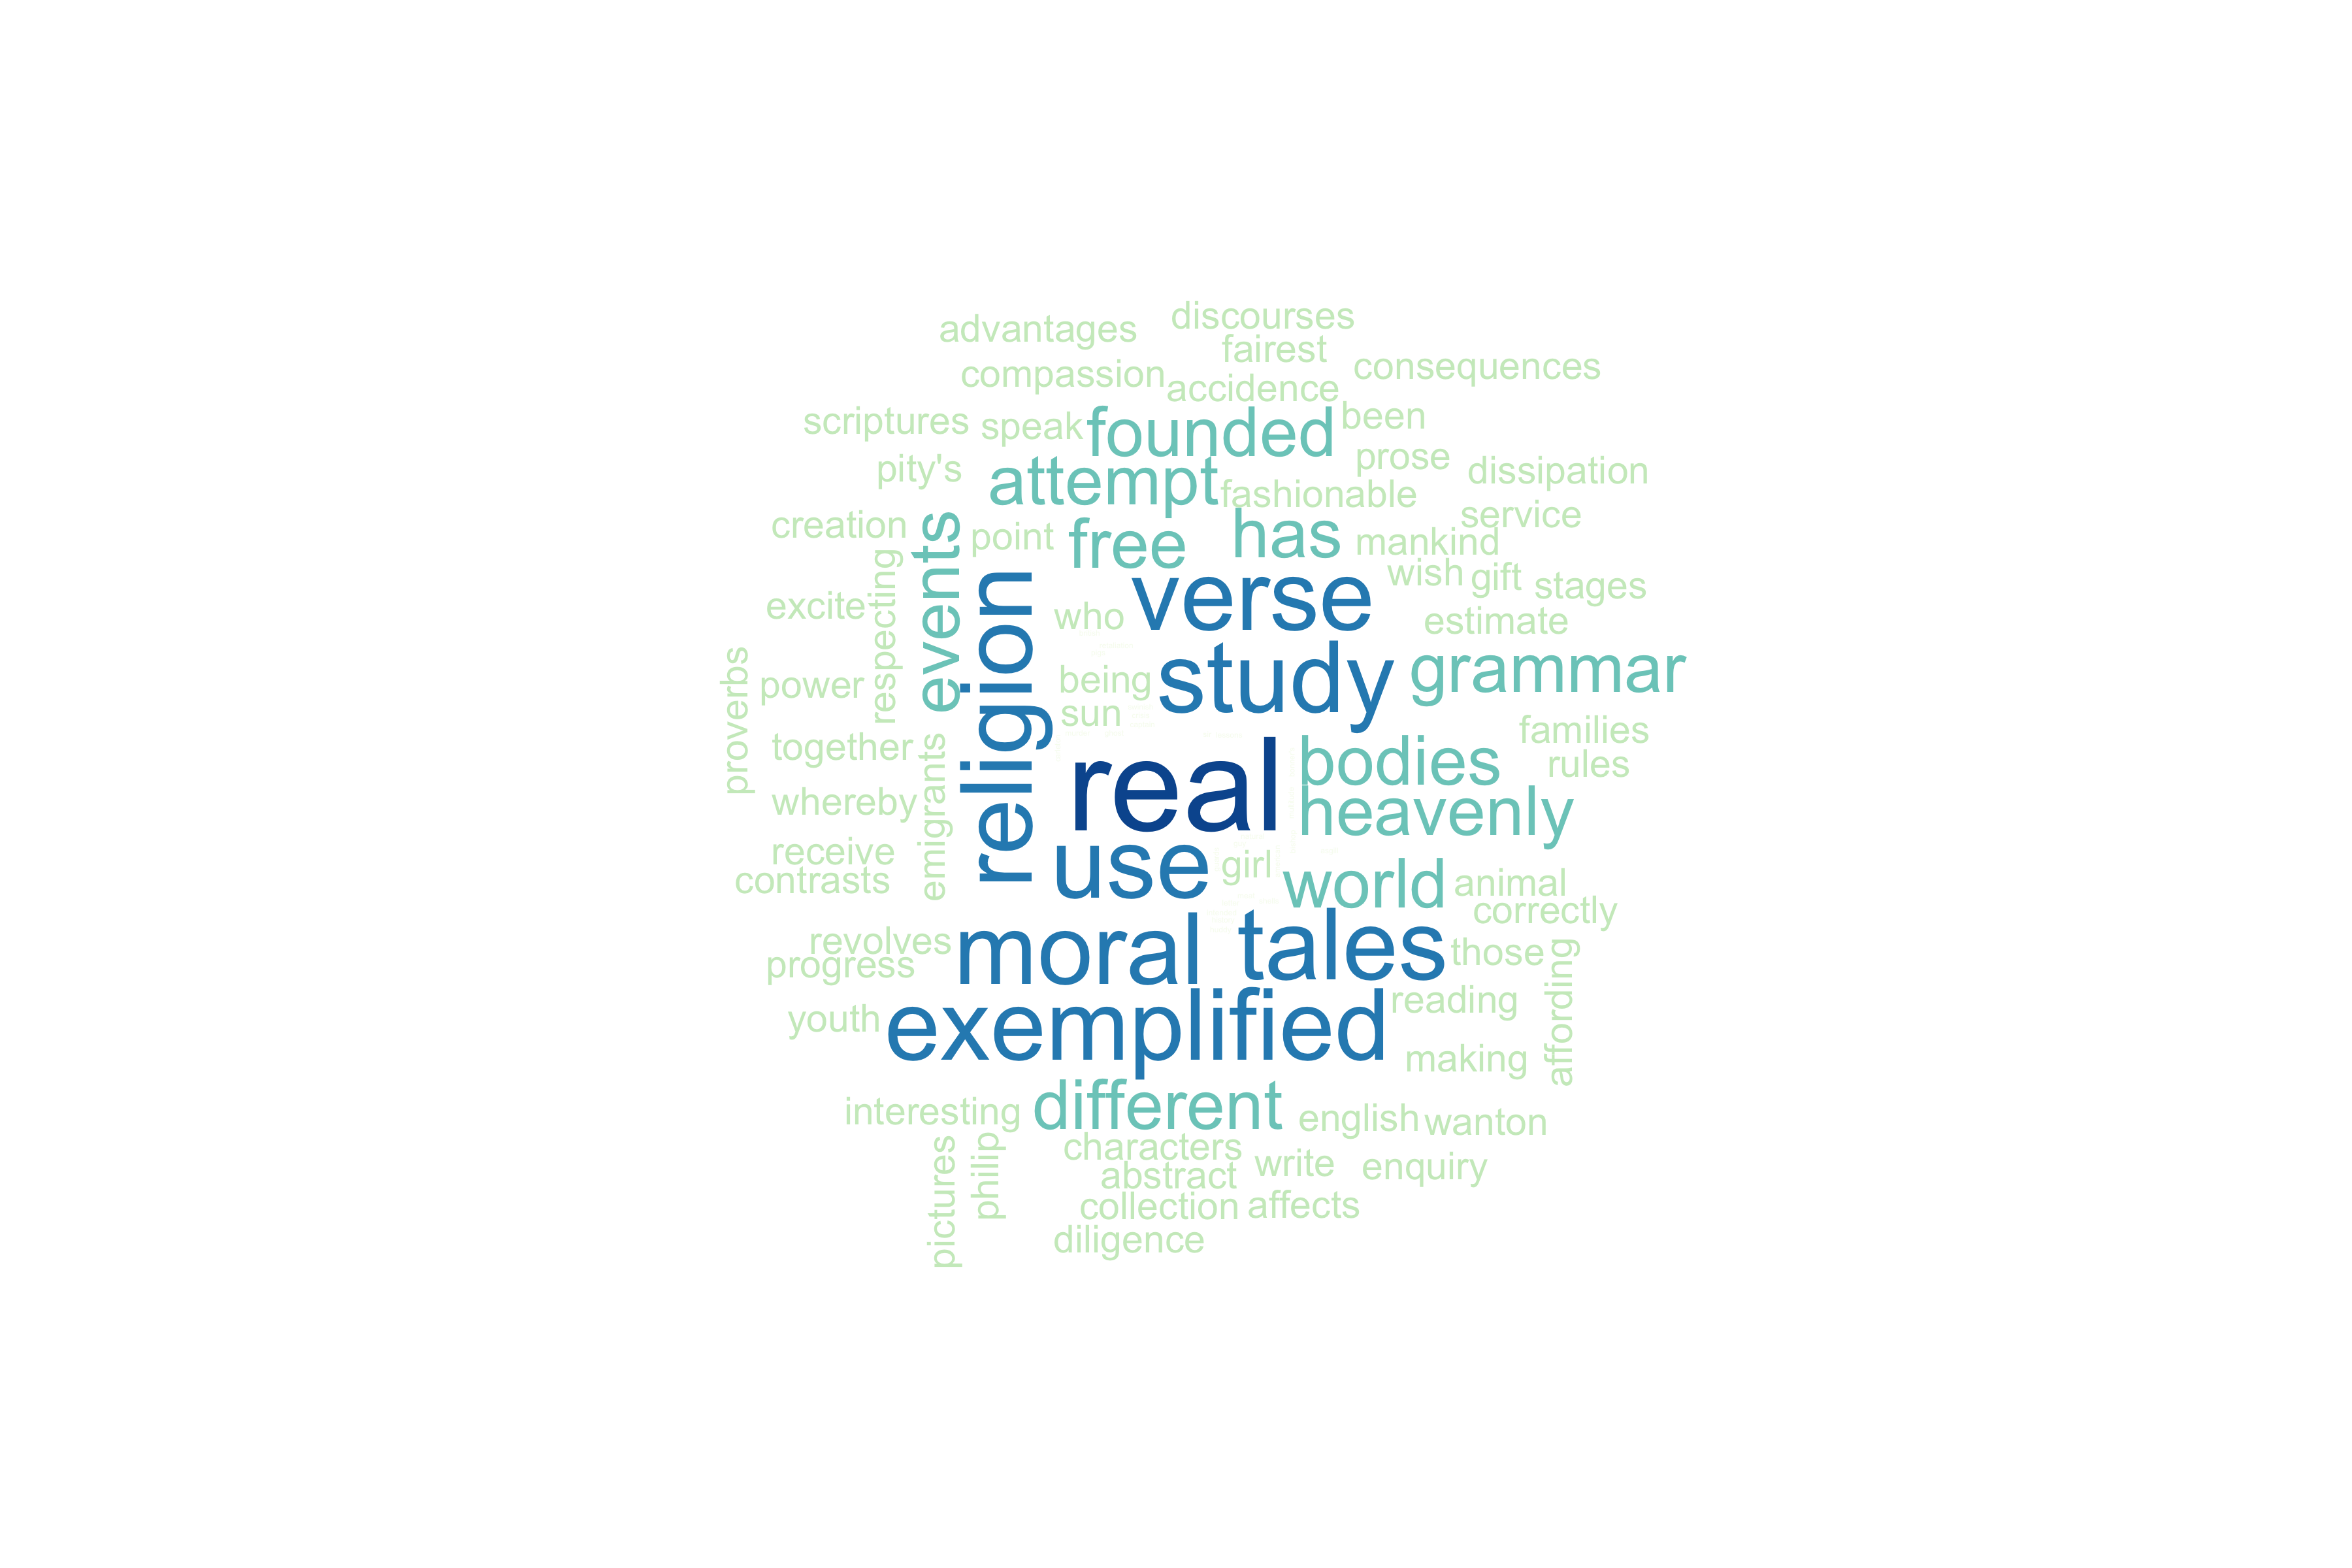 discourses
advantages
fairest
consequences
compassion
accidence
scriptures
speak
founded
been
pity's
attempt
prose
dissipation
fashionable
creation
point
free
has
service
mankind
events
religion
verse
wish
gift
stages
excite
respecting
who
estimate
proverbs
power
being
study
grammar
sun
together
families
real
bodies
rules
whereby
emigrants
heavenly
receive
use
girl
world
animal
contrasts
correctly
revolves
moral
tales
those
progress
reading
affording
youth
exemplified
making
interesting
different
english
wanton
characters
pictures
philip
abstract
write
enquiry
collection
affects
diligence